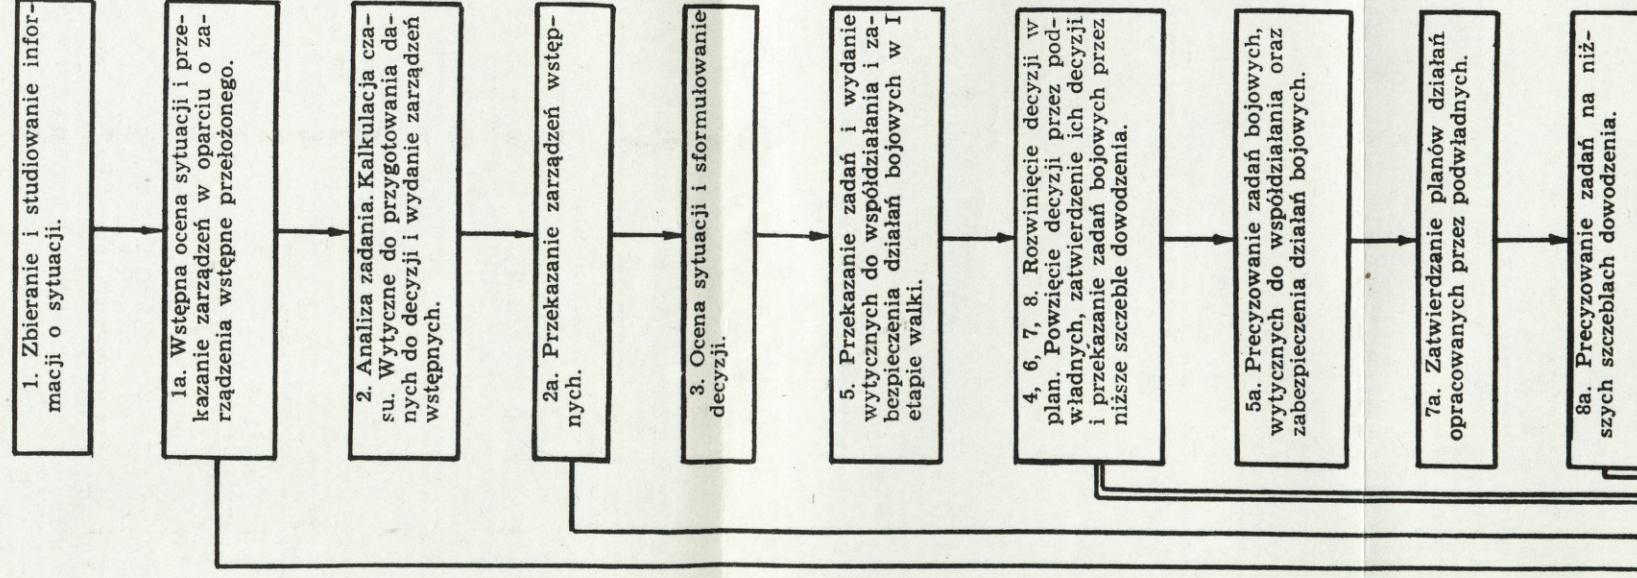 1. Zbieranie i studiowanie infor-
macji o sytuacji.
1a. Wstępna ocena sytuacji i prze-
kazanie zarządzeń w oparciu o za-
rządzenia wstępne przełożonego.
2. Analiza zadania. Kalkulacja cza-
su. Wytyczne do przygotowania da-
nych do decyzji i wydanie zarządzeń
wstępnych.
2a. Przekazanie zarządzeń wstęp-
nych.
3. Ocena sytuacji i sformułowanie
decyzji.
5. Przekazanie zadań i wydanie
wytycznych do współdziałania i za-
bezpieczenia działań bojowych w I
etapie walki.
4, 6, 7, 8. Rozwinięcie decyzji w
plan. Powzięcie decyzji przez pod-
władnych, zatwierdzenie ich decyzji
i przekazanie zadań bojowych przez
niższe szczeble dowodzenia.
5a. Precyzowanie zadań bojowych,
wytycznych do współdziałania oraz
zabezpieczenia działań bojowych.
7a. Zatwierdzanie planów działań
opracowanych przez podwładnych.
8a. Precyzowanie zadań na niż-
szych szczeblach dowodzenia.